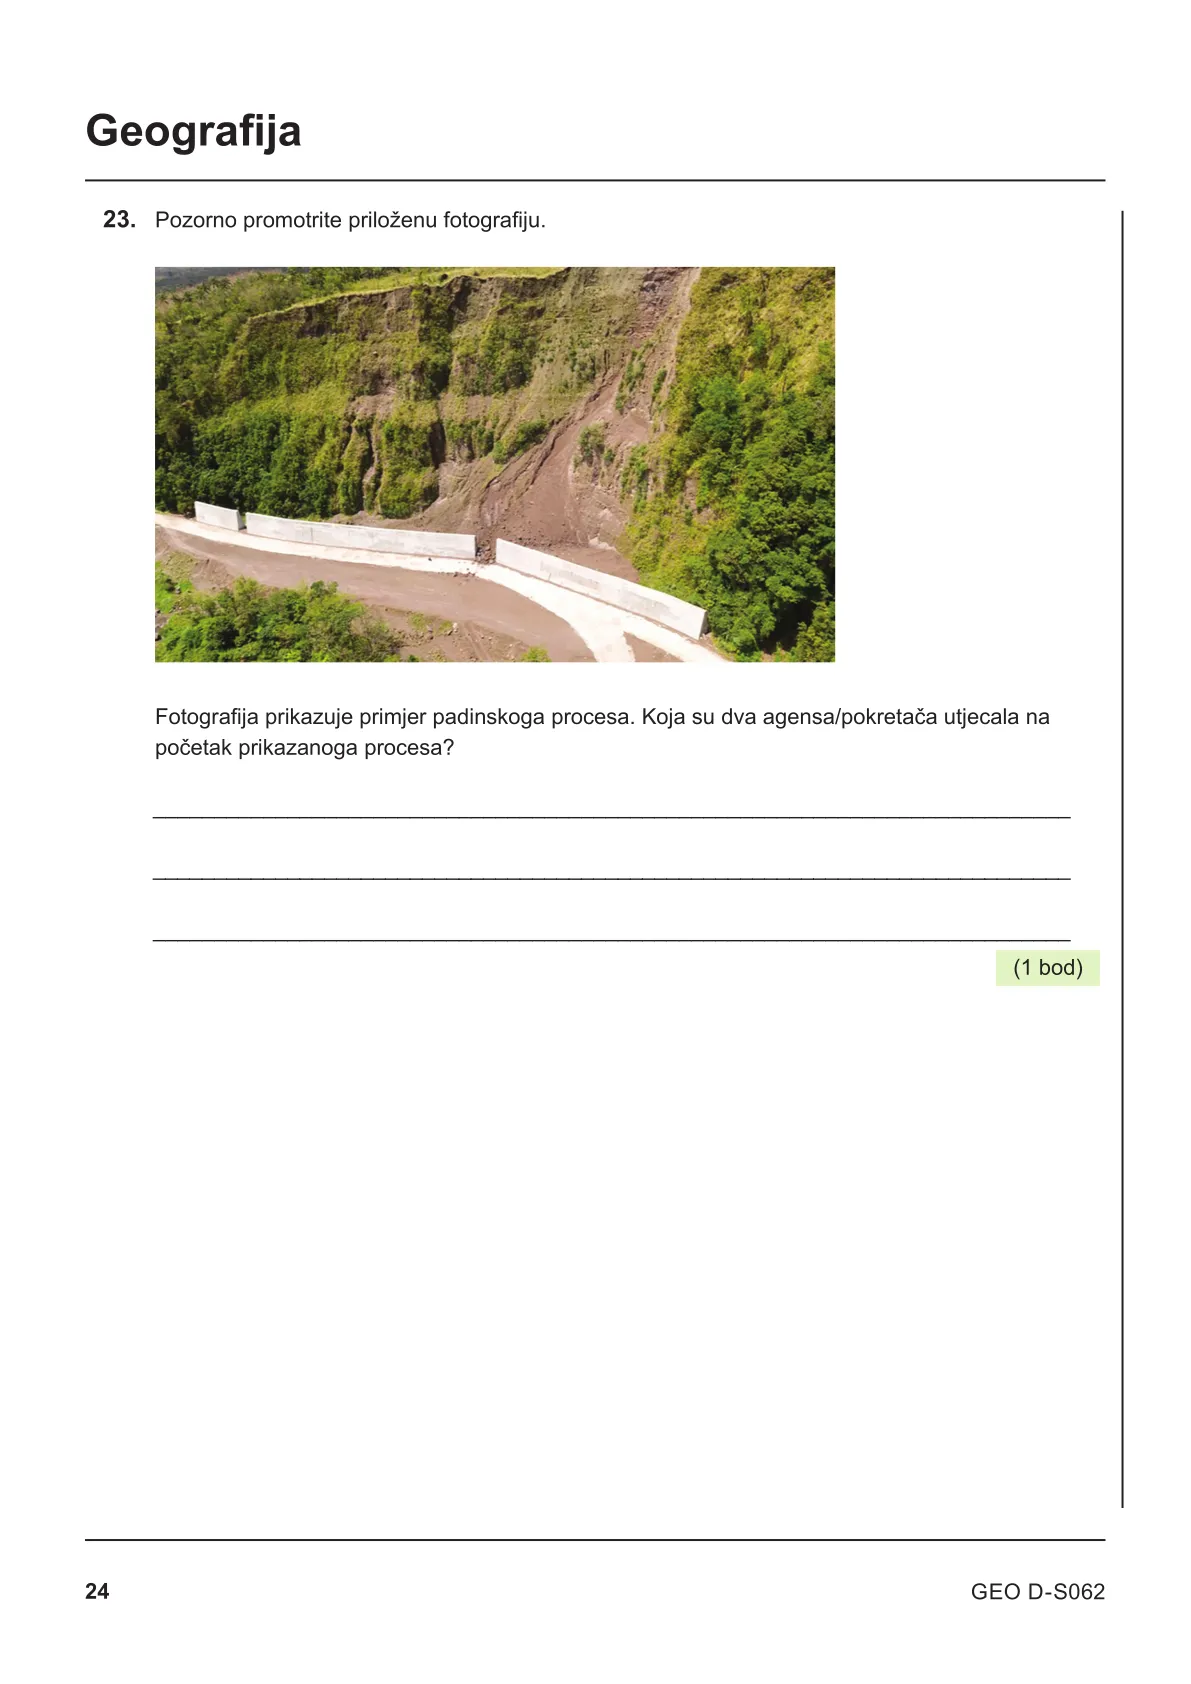 Geografija
23. Pozorno promotrite priloženu fotografiju.
Fotografija prikazuje primjer padinskoga procesa. Koja su dva agensa/pokretača utjecala na
početak prikazanoga procesa?
(1 bod)
24
GEO D-S062